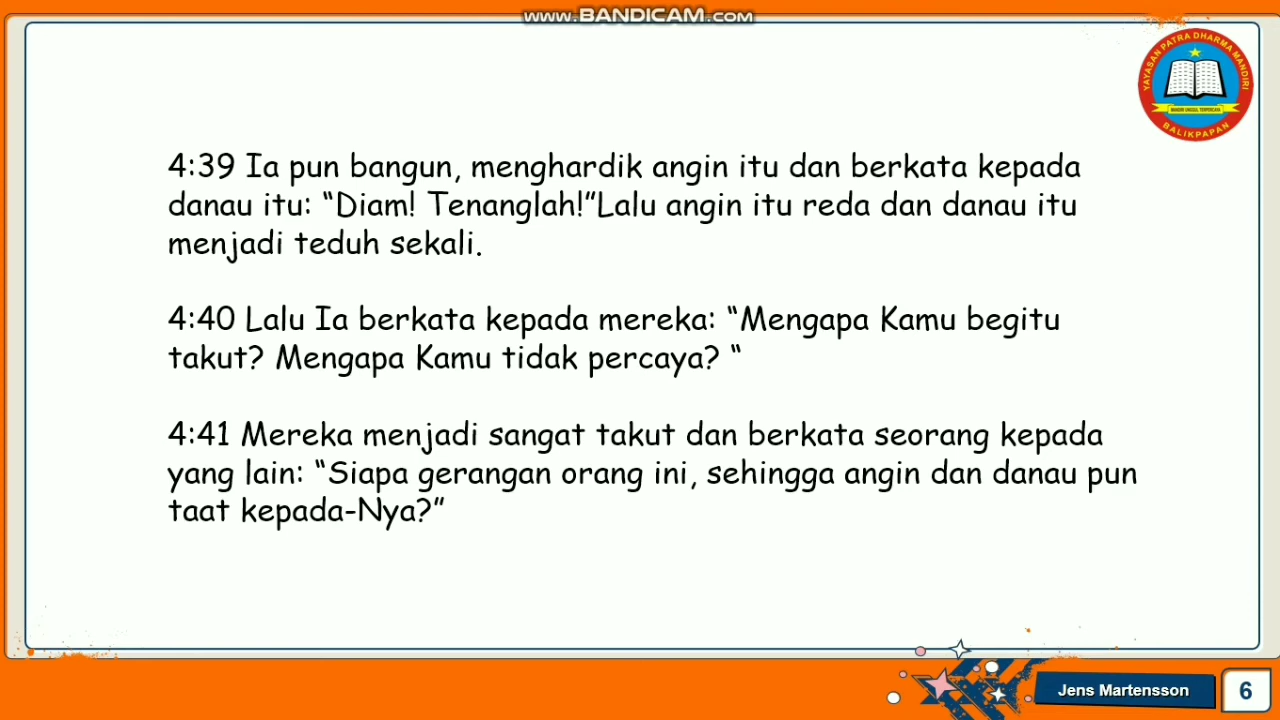 WWW.BANDICAM.COM
YAYASAN PATRA DHARMA MANDIRI
BALIKPAPAN
4:39 Ia pun bangun, menghardik angin itu dan berkata kepada
danau itu: “Diam! Tenanglah!”Lalu angin itu reda dan danau itu
menjadi teduh sekali.
4:40 Lalu Ia berkata kepada mereka: “Mengapa Kamu begitu
takut? Mengapa Kamu tidak percaya? “
4:41 Mereka menjadi sangat takut dan berkata seorang kepada
yang lain: “Siapa gerangan orang ini, sehingga angin dan danau pun
taat kepada-Nya?”
Jens Martensson
6